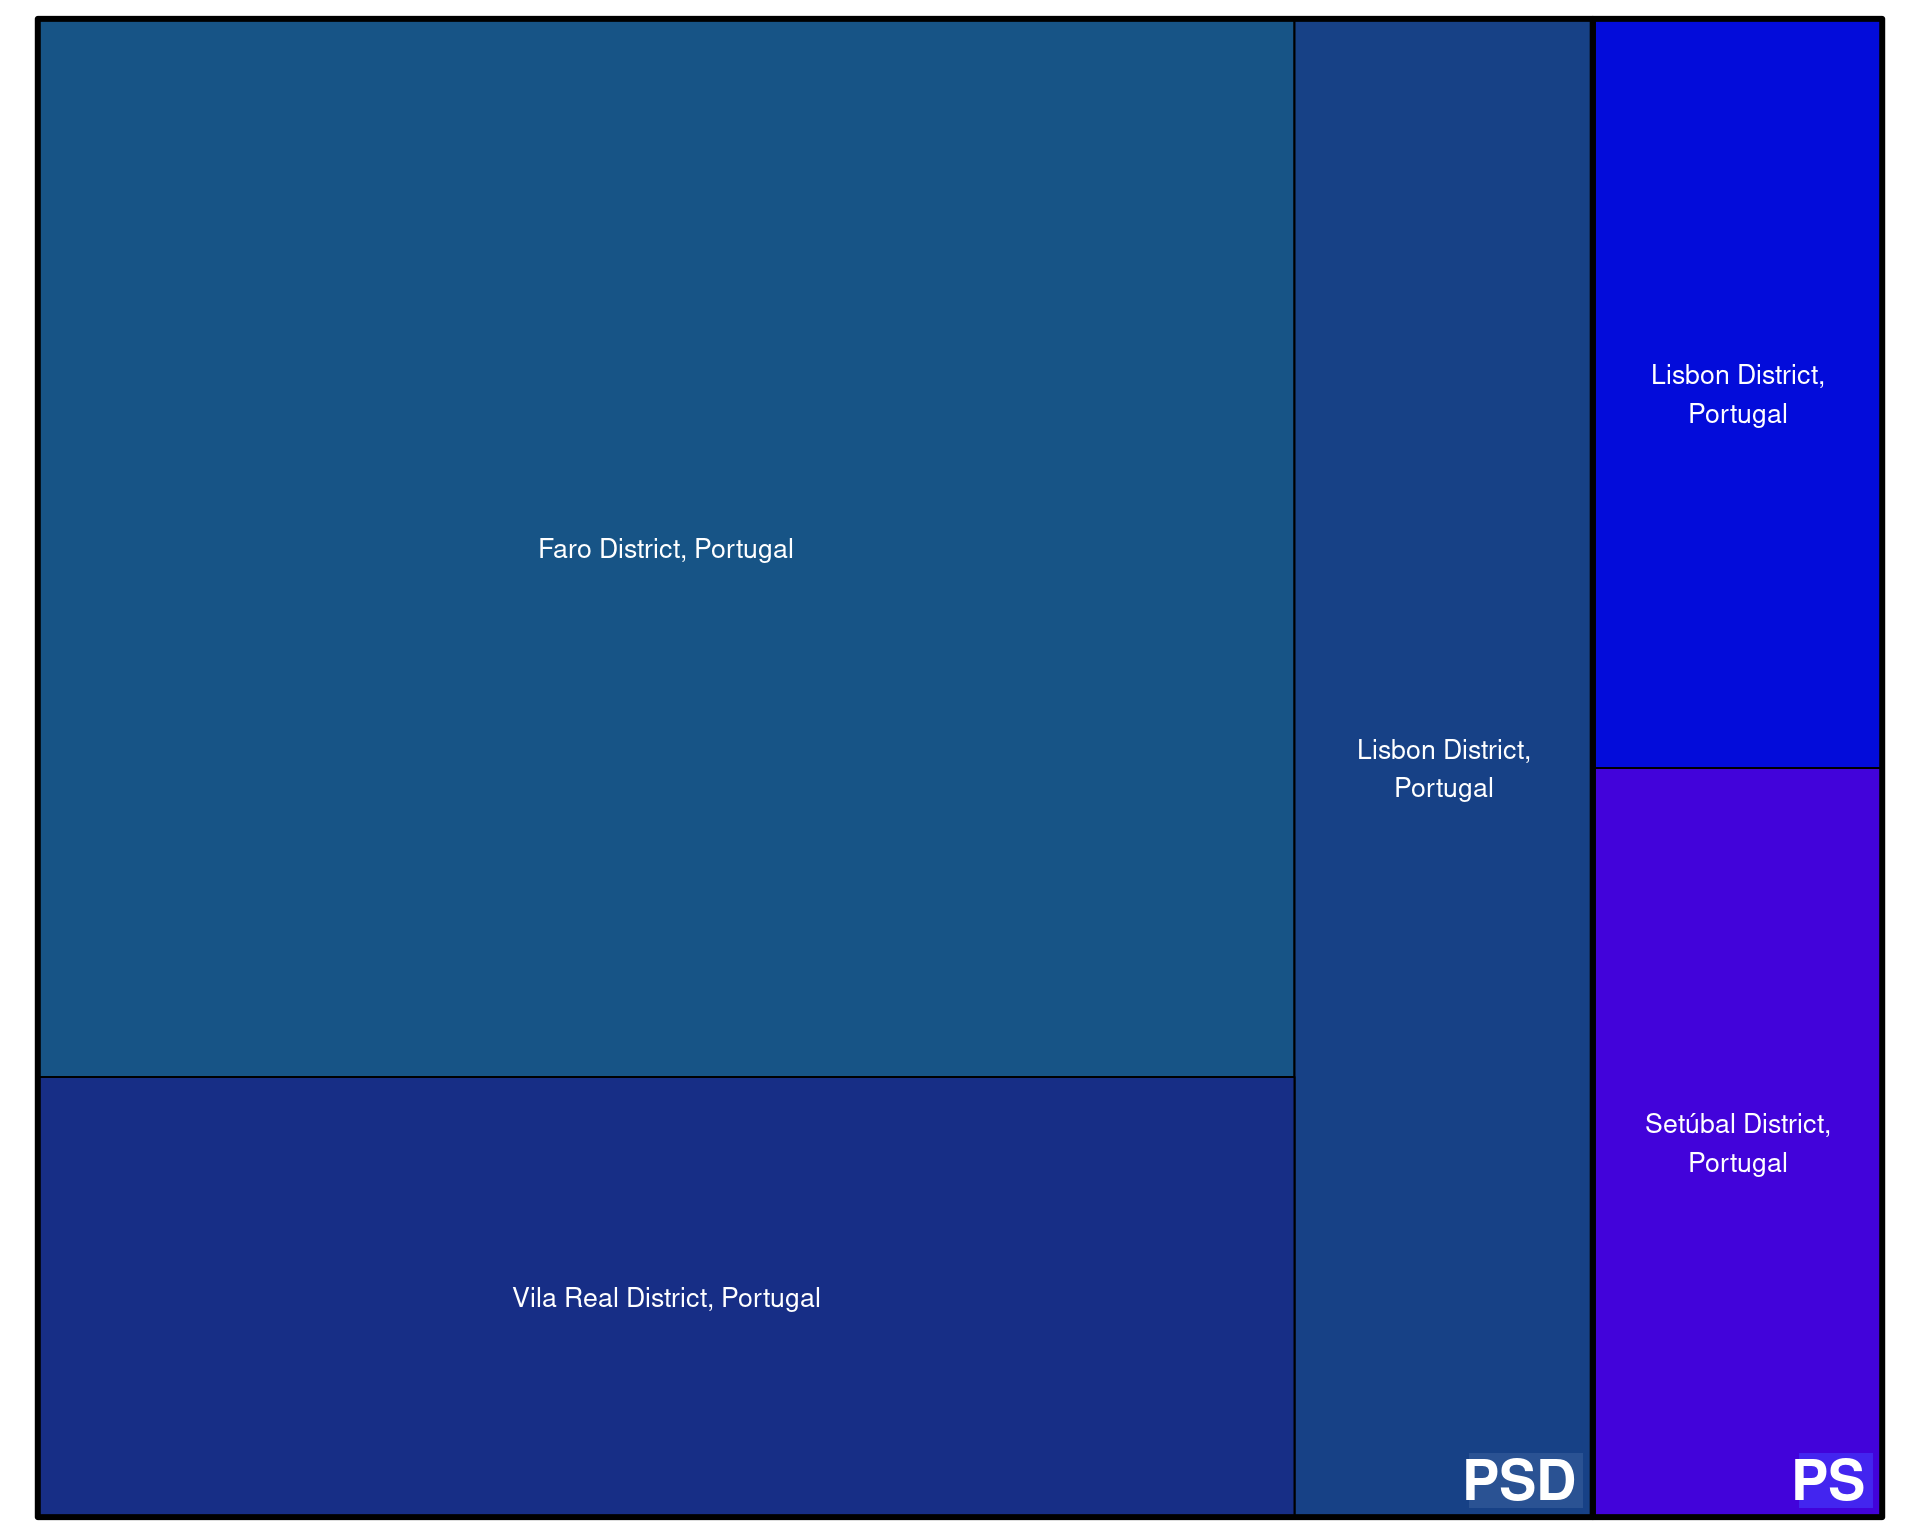 Faro District, Portugal
Vila Real District, Portugal
Lisbon District,
Portugal
PSD
Lisbon District,
Portugal
Setúbal District,
Portugal
PS